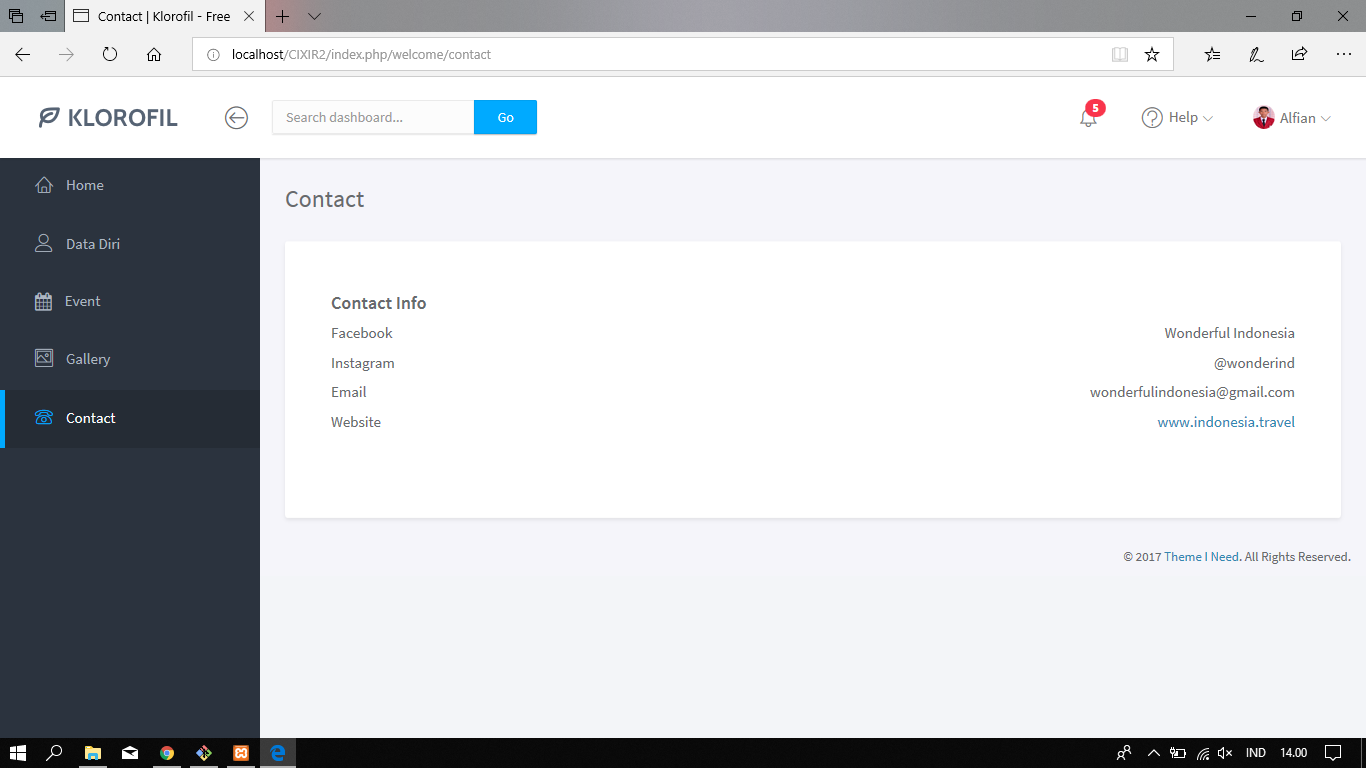 Contact | Klorofil - Free
localhost/CIXIR2/index.php/welcome/contact
KLOROFIL
Search dashboard...
Go
5
Help
Alfian
Home
Data Diri
Event
Gallery
Contact
Contact
Contact Info
Facebook Wonderful Indonesia
Instagram @wonderind
Email wonderfulindonesia@gmail.com
Website www.indonesia.travel
© 2017 Theme I Need. All Rights Reserved.
IND 14.00